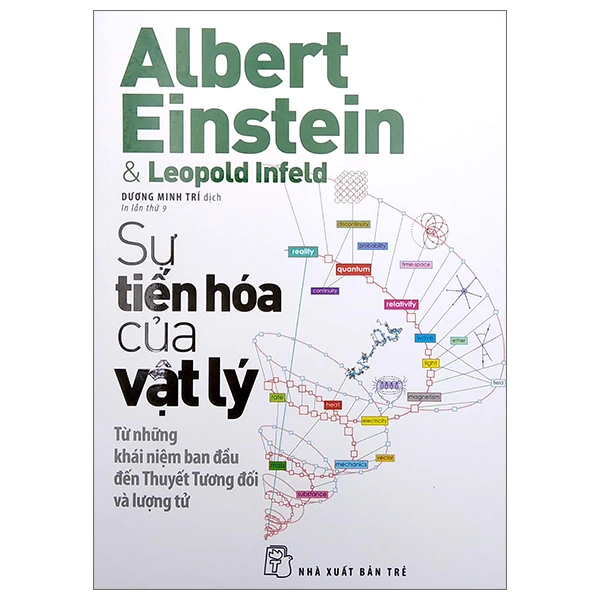 Albert
Einstein
& Leopold Infeld
DƯƠNG MINH TRÍ dịch
In lần thứ 9
Sự
tiến hóa
của
vật lý
Từ những
khái niệm ban đầu
đến Thuyết Tương đối
và lượng tử
discontinuity
probability
reality
time-space
quantum
continuity
relativity
wave
ether
light
field
rate
heat
magnetism
electricity
mass
mechanics
vector
substance
NHÀ XUẤT BẢN TRẺ